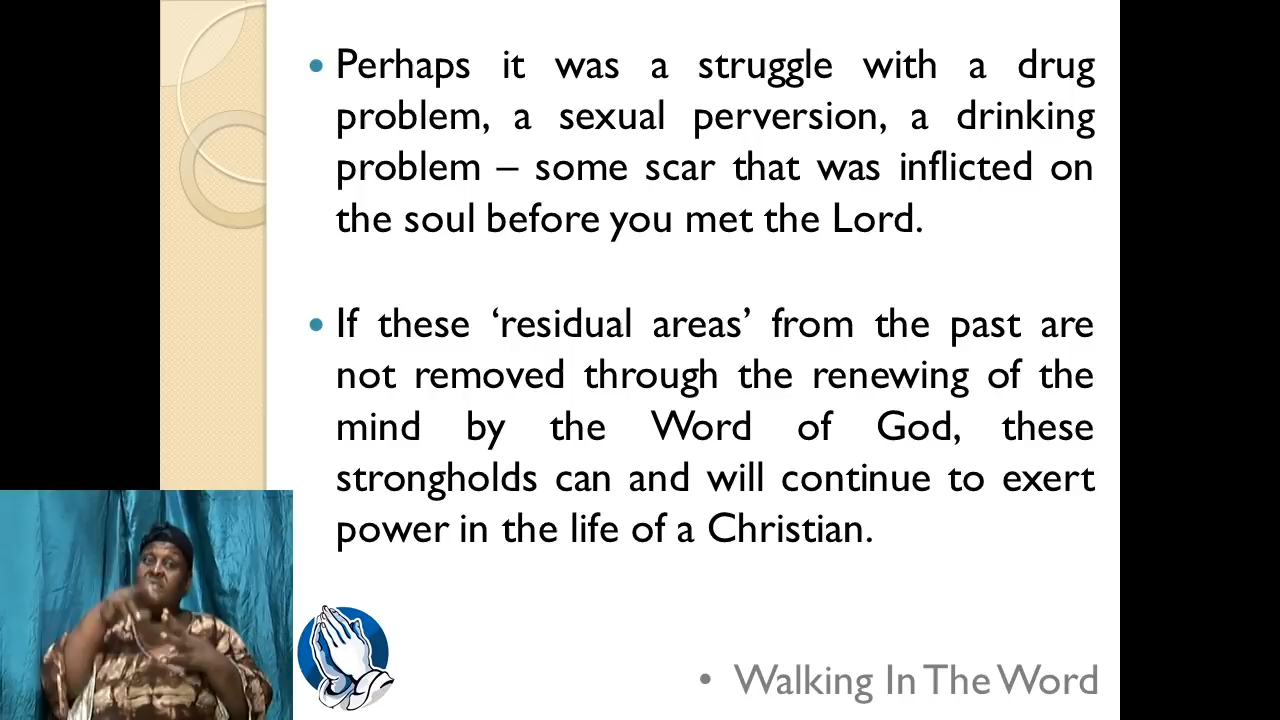 • Perhaps it was a struggle with a drug
problem, a sexual perversion, a drinking
problem – some scar that was inflicted on
the soul before you met the Lord.
• If these ‘residual areas’ from the past are
not removed through the renewing of the
mind by the Word of God, these
strongholds can and will continue to exert
power in the life of a Christian.
• Walking In The Word